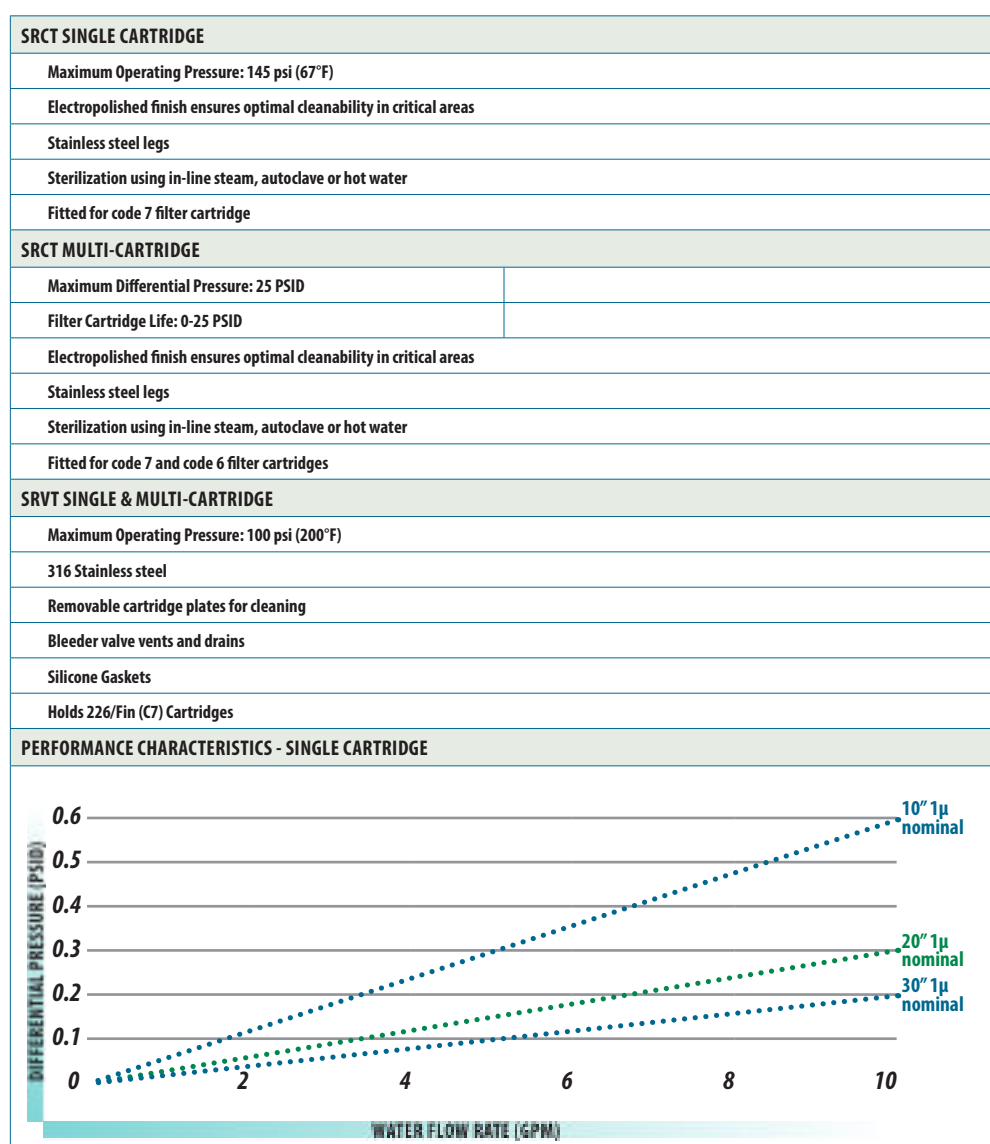 SRCT SINGLE CARTRIDGE
Maximum Operating Pressure: 145 psi (67°F)
Electropolished finish ensures optimal cleanability in critical areas
Stainless steel legs
Sterilization using in-line steam, autoclave or hot water
Fitted for code 7 filter cartridge
SRCT MULTI-CARTRIDGE
Maximum Differential Pressure: 25 PSID
Filter Cartridge Life: 0-25 PSID
Electropolished finish ensures optimal cleanability in critical areas
Stainless steel legs
Sterilization using in-line steam, autoclave or hot water
Fitted for code 7 and code 6 filter cartridges
SRVT SINGLE & MULTI-CARTRIDGE
Maximum Operating Pressure: 100 psi (200°F)
316 Stainless steel
Removable cartridge plates for cleaning
Bleeder valve vents and drains
Silicone Gaskets
Holds 226/Fin (C7) Cartridges
PERFORMANCE CHARACTERISTICS - SINGLE CARTRIDGE
DIFFERENTIAL PRESSURE (PSID)
0.6
0.5
0.4
0.3
0.2
0.1
10" 1µ
nominal
20" 1µ
nominal
30" 1µ
nominal
0 2 4 6 8 10
WATER FLOW RATE (GPM)